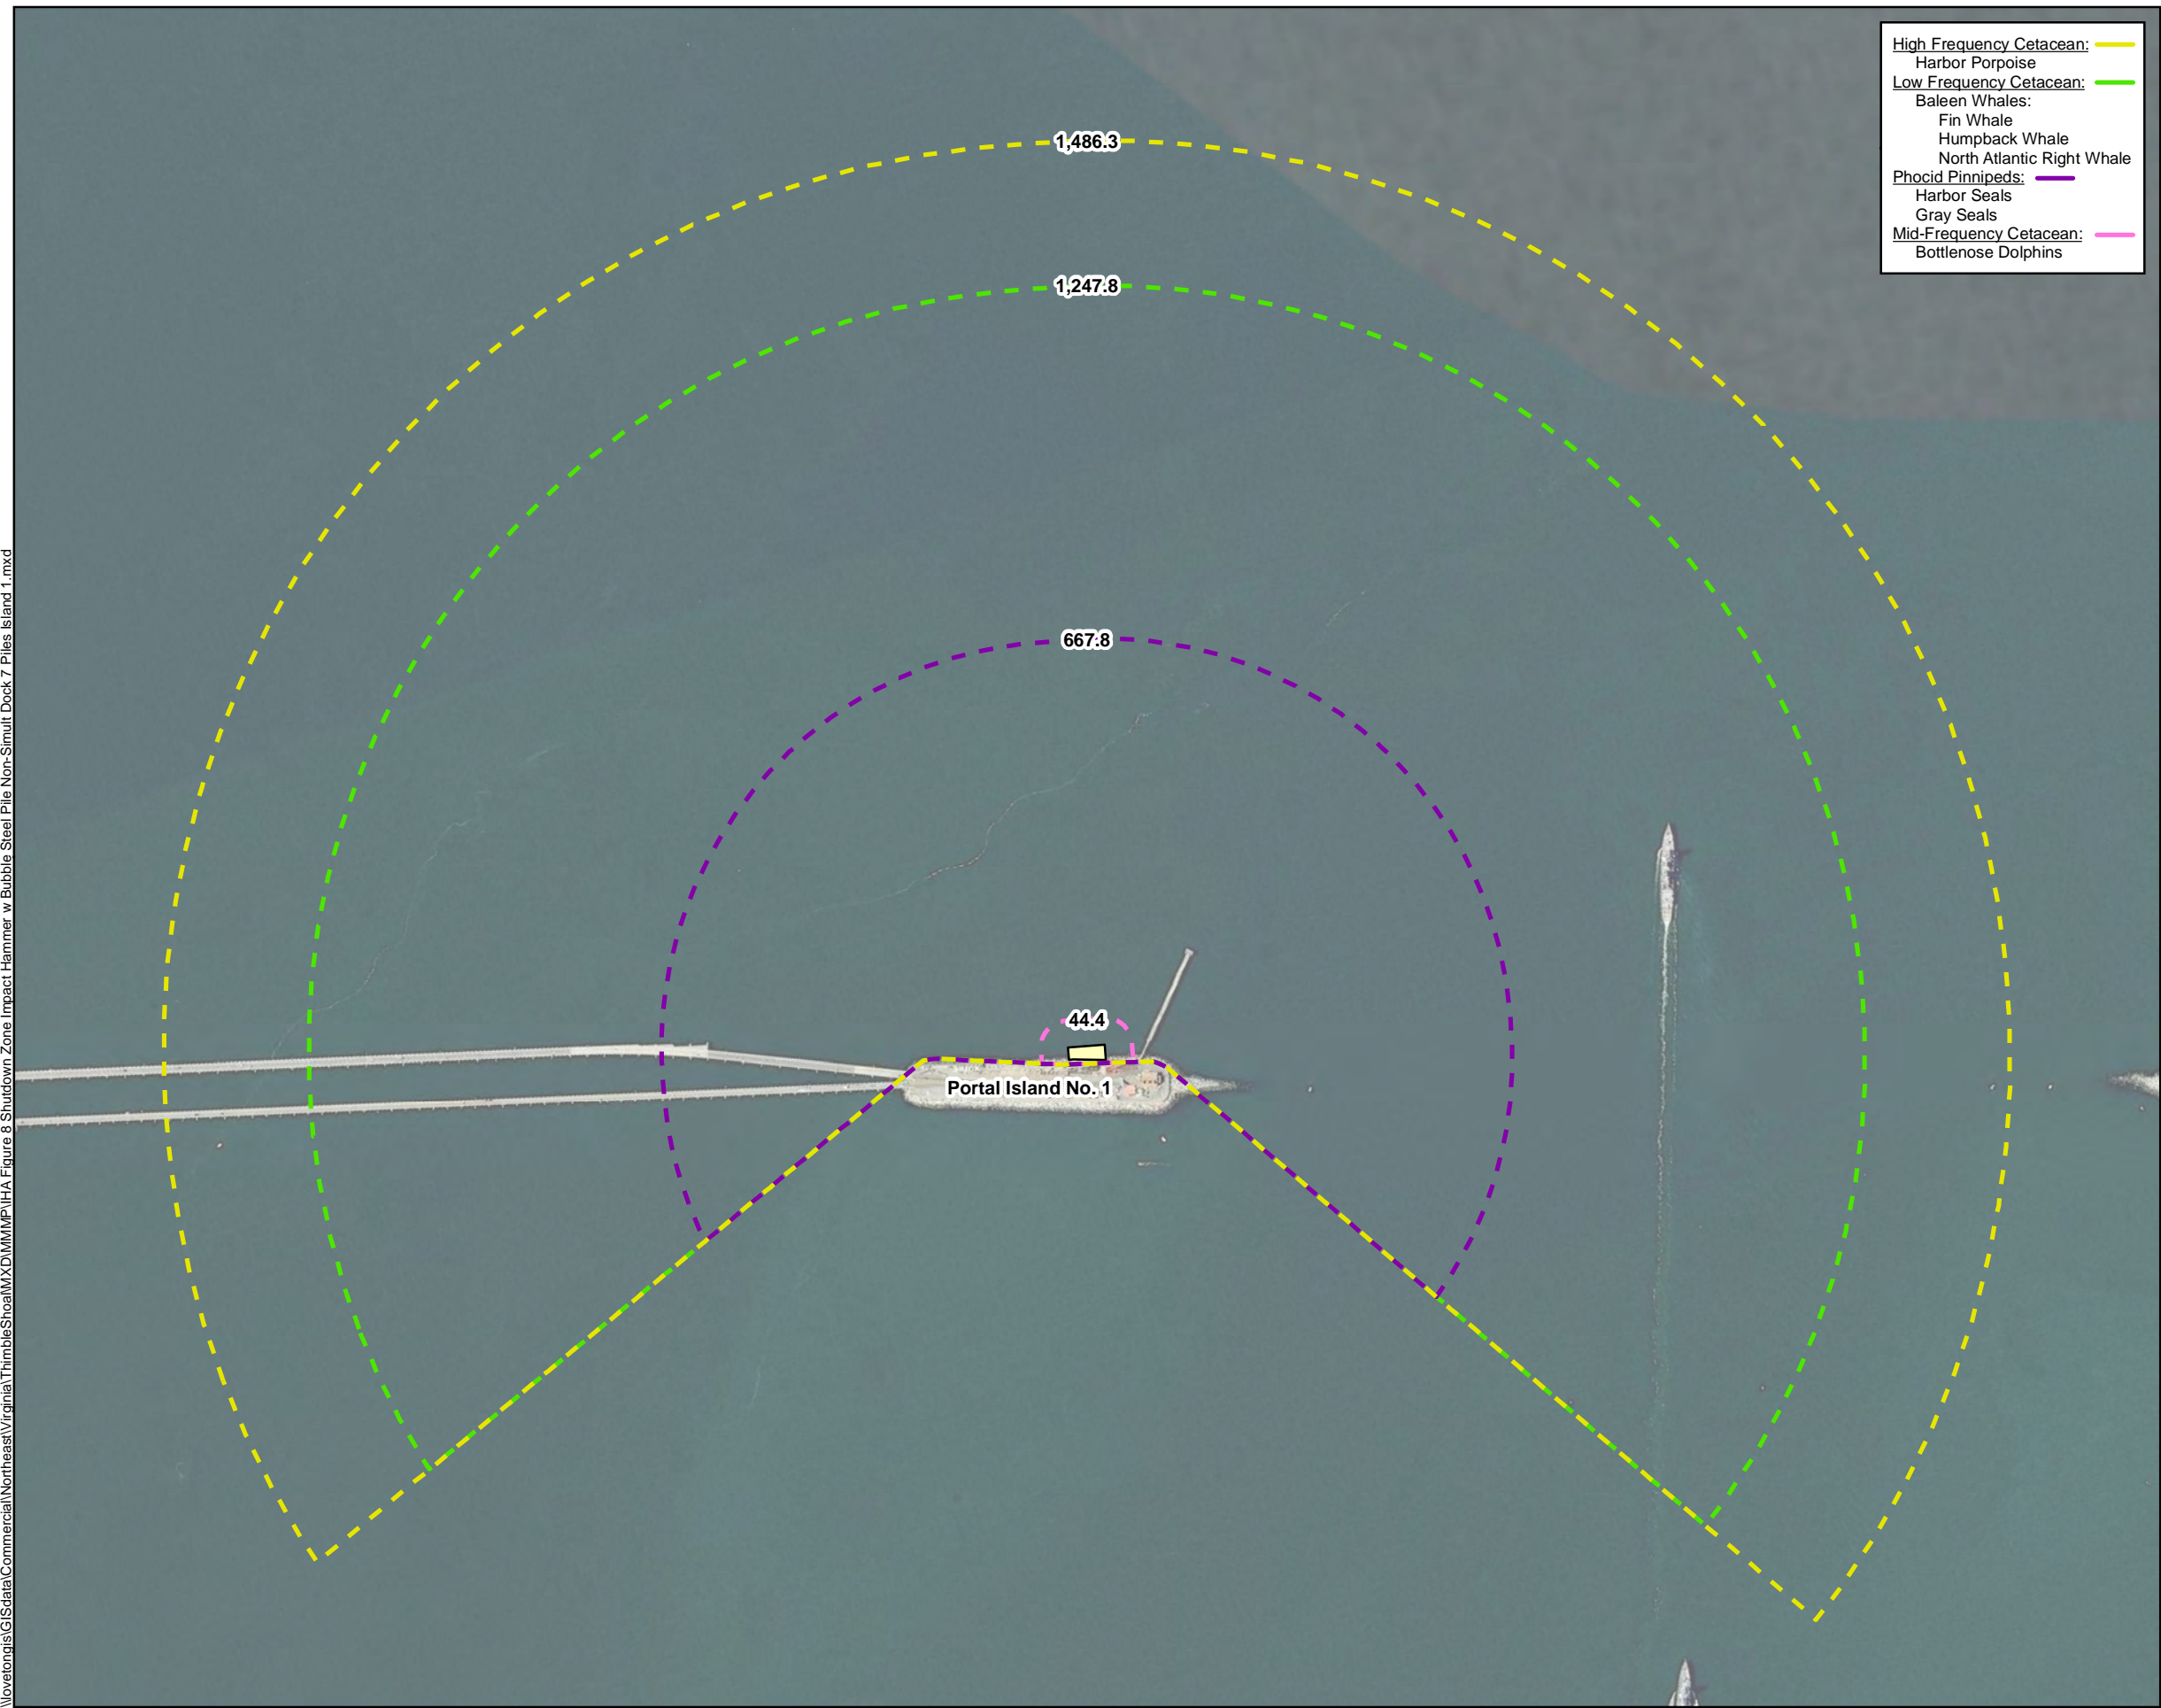 High Frequency Cetacean:
Harbor Porpoise
Low Frequency Cetacean:
Baleen Whales:
Fin Whale
Humpback Whale
North Atlantic Right Whale
Phocid Pinnipeds:
Harbor Seals
Gray Seals
Mid-Frequency Cetacean:
Bottlenose Dolphins
1,486.3
1,247.8
667.8
44.4
Portal Island No. 1
\\lovetongis\GISdata\Commercial\Northeast\Virginia\ThimbleShoal\MXD\MMMP\IHA Figure 8 Shutdown Zone Impact Hammer w Bubble Steel Pile Non-Simult Dock 7 Piles Island 1.mxd